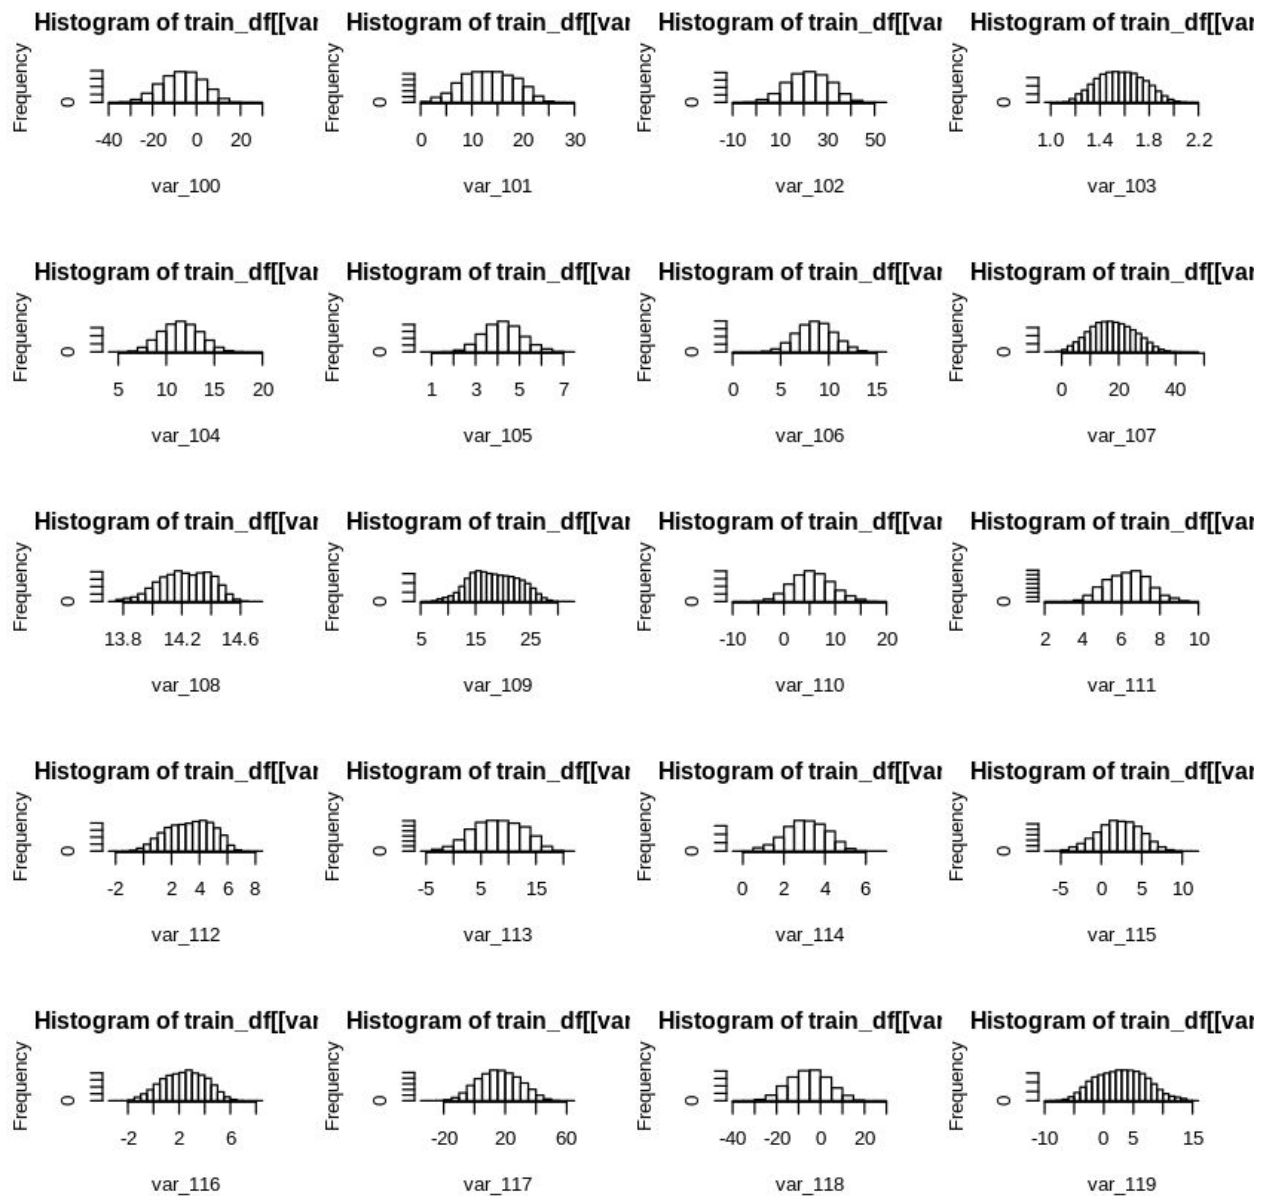 Histogram of train_df[[var Histogram of train_df[[var Histogram of train_df[[var Histogram of train_df[[var
Frequency Frequency Frequency Frequency
0 0 0 0
-40 -20 0 20 0 10 20 30 -10 10 30 50 1.0 1.4 1.8 2.2
var_100 var_101 var_102 var_103
Histogram of train_df[[var Histogram of train_df[[var Histogram of train_df[[var Histogram of train_df[[var
Frequency Frequency Frequency Frequency
0 0 0 0
5 10 15 20 1 3 5 7 0 5 10 15 0 20 40
var_104 var_105 var_106 var_107
Histogram of train_df[[var Histogram of train_df[[var Histogram of train_df[[var Histogram of train_df[[var
Frequency Frequency Frequency Frequency
0 0 0 0
13.8 14.2 14.6 5 15 25 -10 0 10 20 2 4 6 8 10
var_108 var_109 var_110 var_111
Histogram of train_df[[var Histogram of train_df[[var Histogram of train_df[[var Histogram of train_df[[var
Frequency Frequency Frequency Frequency
0 0 0 0
-2 2 4 6 8 -5 5 15 0 2 4 6 -5 0 5 10
var_112 var_113 var_114 var_115
Histogram of train_df[[var Histogram of train_df[[var Histogram of train_df[[var Histogram of train_df[[var
Frequency Frequency Frequency Frequency
0 0 0 0
-2 2 6 -20 20 60 -40 -20 0 20 -10 0 5 15
var_116 var_117 var_118 var_119